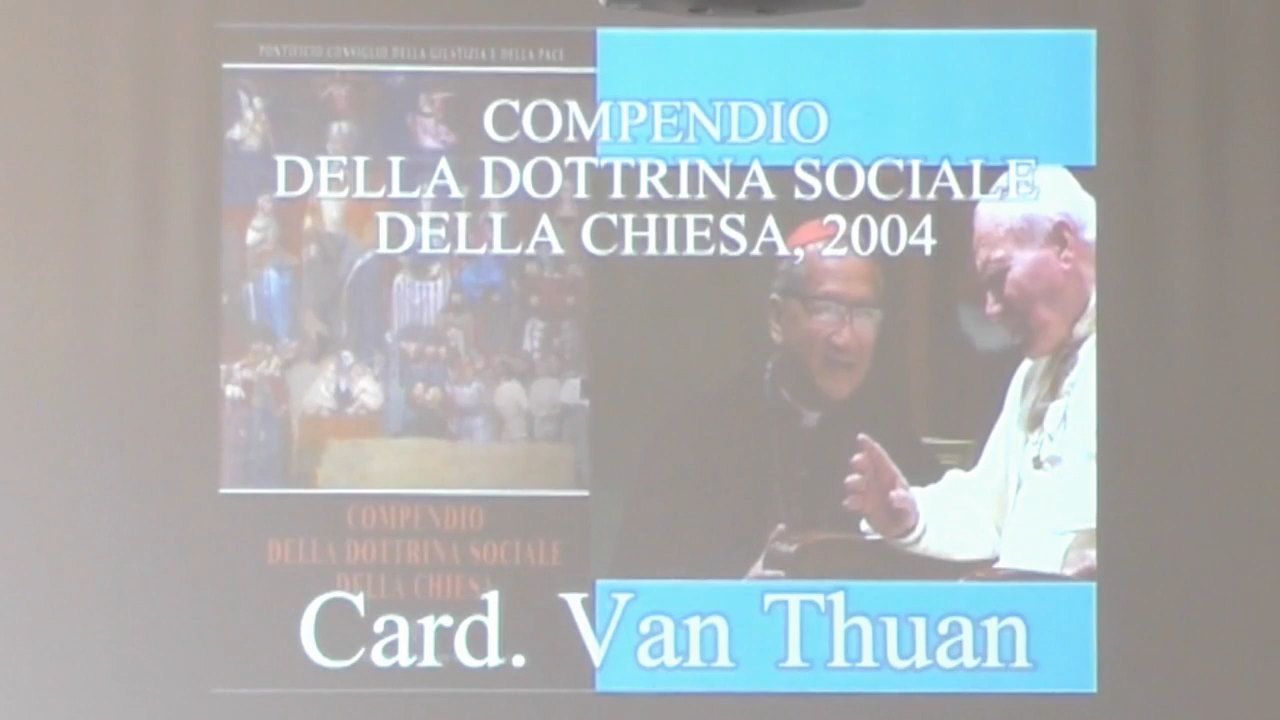 PONTIFICIO CONSIGLIO DELLA GIUSTIZIA E DELLA PACE
COMPENDIO
DELLA DOTTRINA SOCIALE
DELLA CHIESA, 2004
COMPENDIO
DELLA DOTTRINA SOCIALE
DELLA CHIESA
Card. Van Thuan